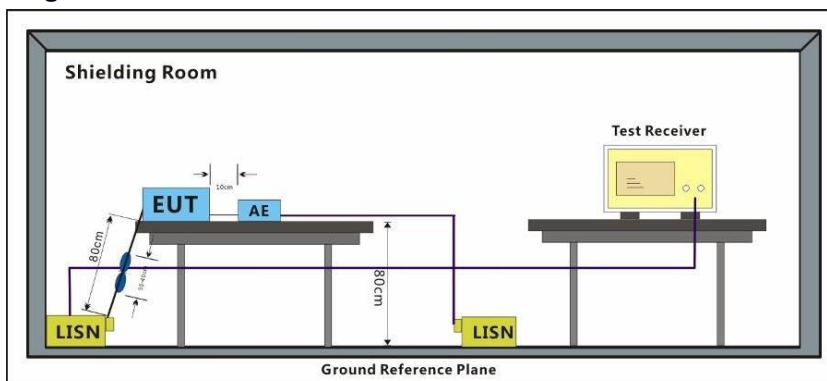 Shielding Room
Test Receiver
10cm
EUT
AE
80cm
80cm
LISN
LISN
Ground Reference Plane